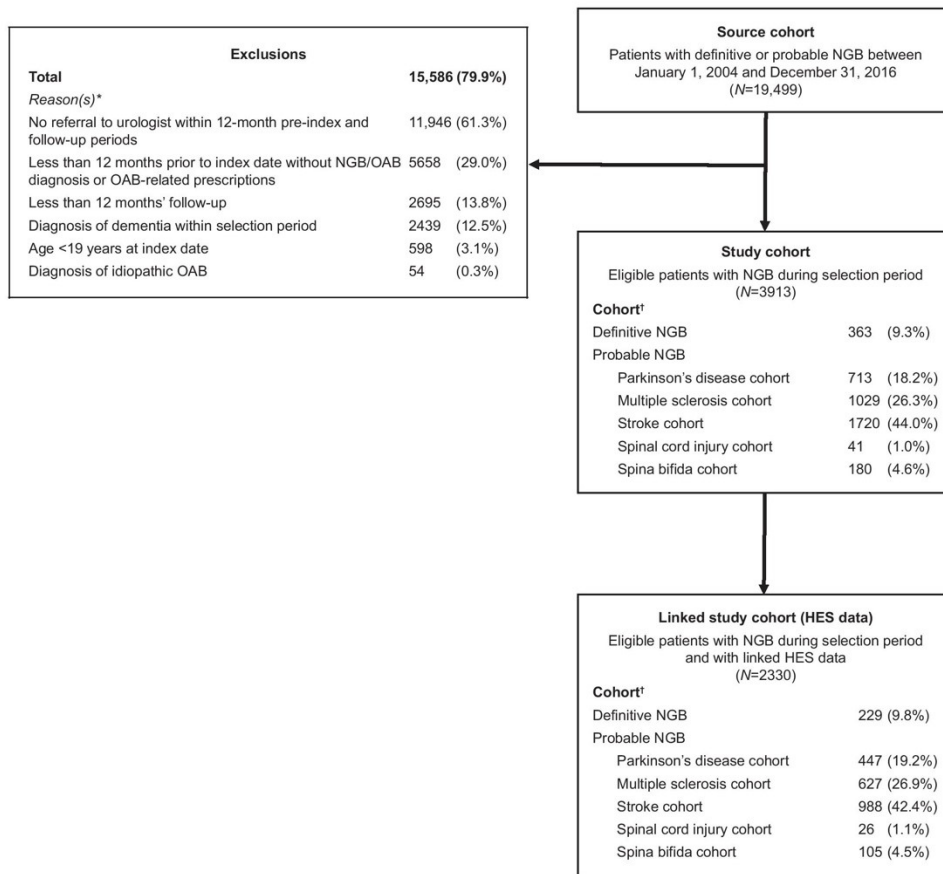 Source cohort
Patients with definitive or probable NGB between
January 1, 2004 and December 31, 2016
(N=19,499)
Exclusions
Total 15,586 (79.9%)
Reason(s)*
No referral to urologist within 12-month pre-index and 11,946 (61.3%)
follow-up periods
Less than 12 months prior to index date without NGB/OAB 5658 (29.0%)
diagnosis or OAB-related prescriptions
Less than 12 months’ follow-up 2695 (13.8%)
Diagnosis of dementia within selection period 2439 (12.5%)
Age <19 years at index date 598 (3.1%)
Diagnosis of idiopathic OAB 54 (0.3%)
Study cohort
Eligible patients with NGB during selection period
(N=3913)
Cohort†
Definitive NGB 363 (9.3%)
Probable NGB
Parkinson’s disease cohort 713 (18.2%)
Multiple sclerosis cohort 1029 (26.3%)
Stroke cohort 1720 (44.0%)
Spinal cord injury cohort 41 (1.0%)
Spina bifida cohort 180 (4.6%)
Linked study cohort (HES data)
Eligible patients with NGB during selection period
and with linked HES data
(N=2330)
Cohort†
Definitive NGB 229 (9.8%)
Probable NGB
Parkinson’s disease cohort 447 (19.2%)
Multiple sclerosis cohort 627 (26.9%)
Stroke cohort 988 (42.4%)
Spinal cord injury cohort 26 (1.1%)
Spina bifida cohort 105 (4.5%)